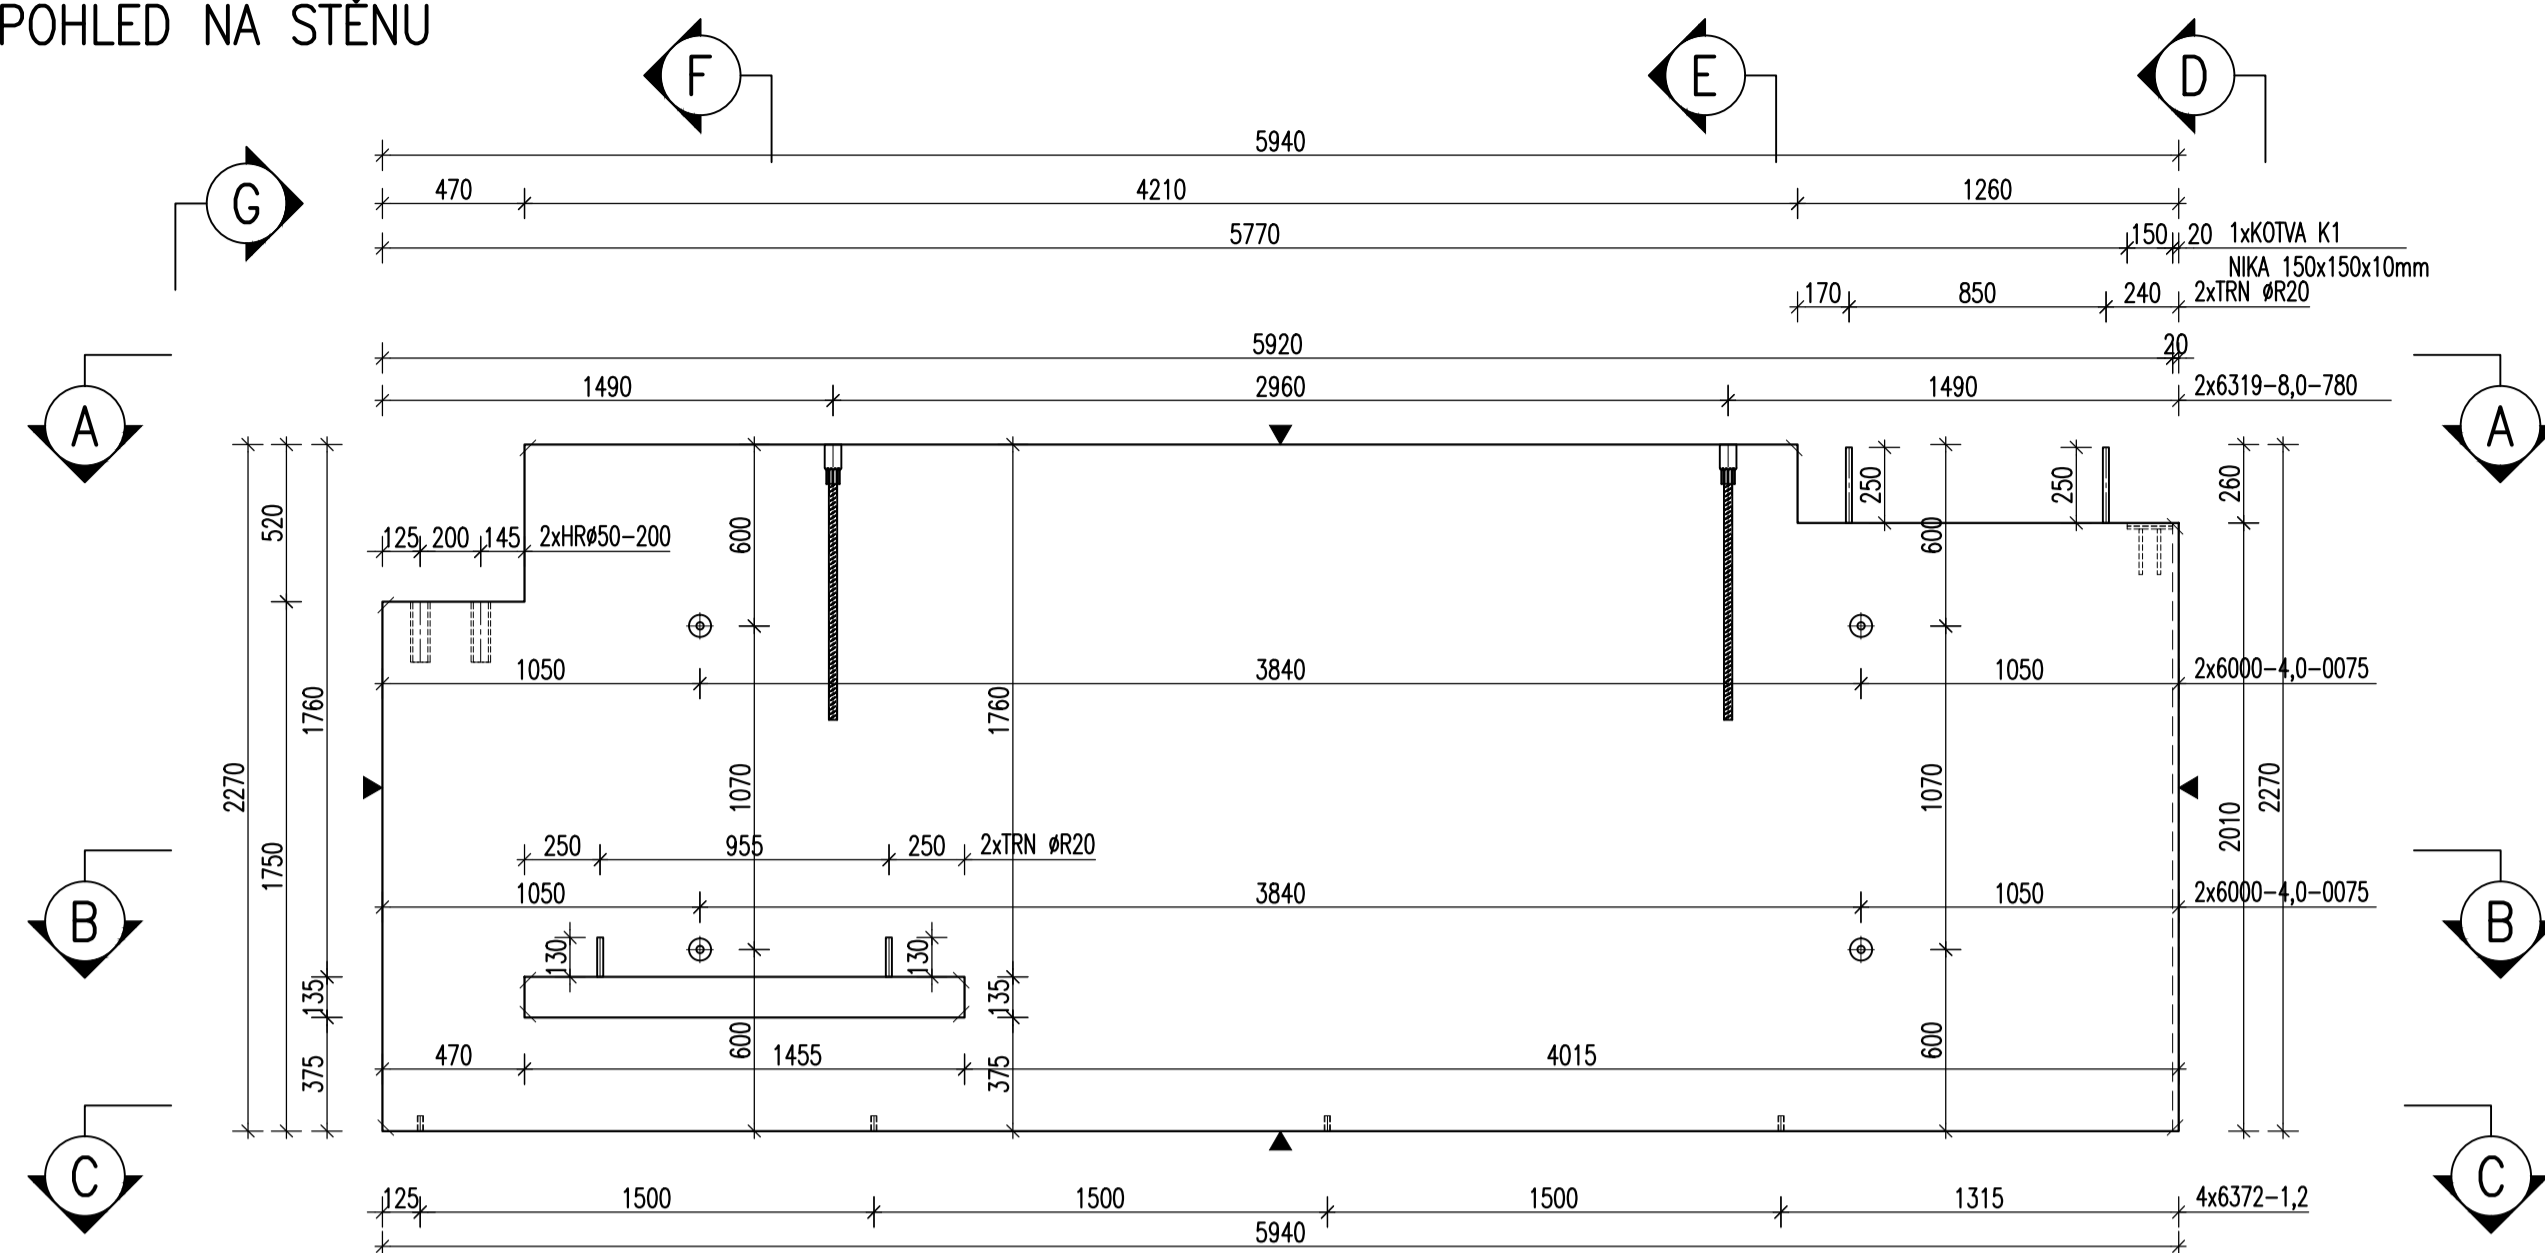 POHLED NA STĚNU
F
E
D
5940
G
470 4210 1260
5770 150 20 1xKOTVA K1
NIKA 150x150x10mm
170 850 240 2xTRN øR20
5920 20
1490 2960 1490 2x6319-8,0-780
A A
250 250 260
520 600 600
125 200 145 2xHRø50-200
1050 3840 1050 2x6000-4,0-0075
1760 1760
2270 1070 1070 2270
2010
1750
250 955 250 2xTRN øR20
1050 3840 1050 2x6000-4,0-0075
B B
130 130
135 135
600 600
470 1455 4015
375 375
C C
125 1500 1500 1500 1315 4x6372-1,2
5940